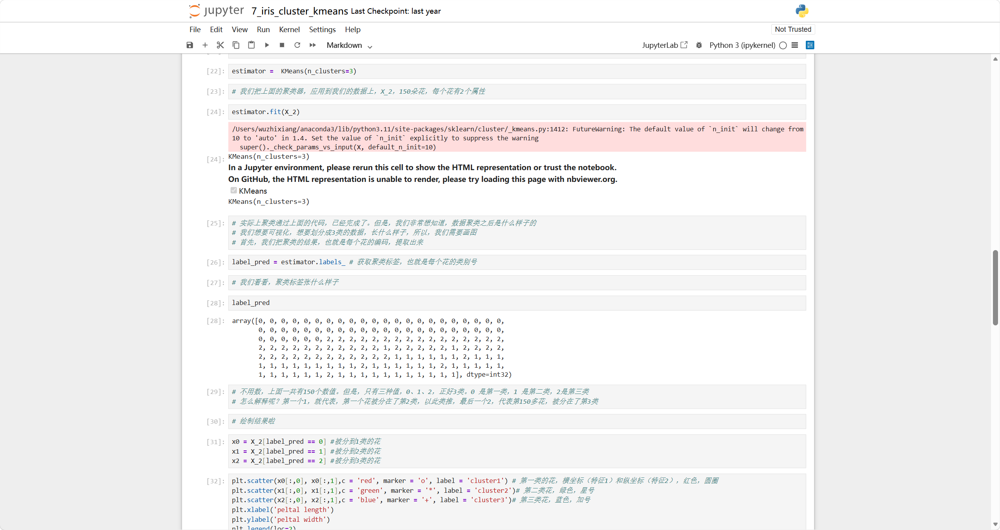 jupyter 7_iris_cluster_kmeans Last Checkpoint: last year
File Edit View Run Kernel Settings Help Not Trusted
Markdown JupyterLab Python 3 (ipykernel)
[22]: estimator =  KMeans(n_clusters=3)
[23]: # 我们把上面的聚类器，应用到我们的数据上，X_2，150朵花，每个花有2个属性
[24]: estimator.fit(X_2)
/Users/wuzhixiang/anaconda3/lib/python3.11/site-packages/sklearn/cluster/_kmeans.py:1412: FutureWarning: The default value of `n_init` will change from
10 to 'auto' in 1.4. Set the value of `n_init` explicitly to suppress the warning
  super()._check_params_vs_input(X, default_n_init=10)
[24]: KMeans(n_clusters=3)
In a Jupyter environment, please rerun this cell to show the HTML representation or trust the notebook.
On GitHub, the HTML representation is unable to render, please try loading this page with nbviewer.org.
KMeans
KMeans(n_clusters=3)
[25]: # 实际上聚类通过上面的代码，已经完成了。但是，我们非常想知道，数据聚类之后是什么样子的
# 我们想要可视化，想要划分成3类的数据，长什么样子，所以，我们需要画图
# 首先，我们把聚类的结果，也就是每个花的编码，提取出来
[26]: label_pred = estimator.labels_ # 获取聚类标签，也就是每个花的类别号
[27]: # 我们看看，聚类标签张什么样子
[28]: label_pred
[28]: array([0, 0, 0, 0, 0, 0, 0, 0, 0, 0, 0, 0, 0, 0, 0, 0, 0, 0, 0, 0, 0, 0,
0, 0, 0, 0, 0, 0, 0, 0, 0, 0, 0, 0, 0, 0, 0, 0, 0, 0, 0, 0, 0, 0,
0, 0, 0, 0, 0, 0, 2, 2, 2, 2, 2, 2, 2, 2, 2, 2, 2, 2, 2, 2, 2, 2,
2, 2, 2, 2, 2, 2, 2, 2, 2, 2, 2, 1, 2, 2, 2, 2, 2, 1, 2, 2, 2, 2,
2, 2, 2, 2, 2, 2, 2, 2, 2, 2, 2, 2, 1, 1, 1, 1, 1, 1, 2, 1, 1, 1,
1, 1, 1, 1, 1, 1, 1, 1, 1, 2, 1, 1, 1, 1, 1, 1, 2, 1, 1, 1, 1, 1,
1, 1, 1, 1, 1, 1, 2, 1, 1, 1, 1, 1, 1, 1, 1, 1, 1, 1], dtype=int32)
[29]: # 不用数，上面一共有150个数值。但是，只有三种值，0、1、2，正好3类。0 是第一类，1 是第二类，2是第三类
# 怎么解释呢？第一个1，就代表，第一个花被分在了第2类，以此类推，最后一个2，代表第150多花，被分在了第3类
[30]: # 绘制结果啦
[31]: x0 = X_2[label_pred == 0] #被分到1类的花
x1 = X_2[label_pred == 1] #被分到2类的花
x2 = X_2[label_pred == 2] #被分到3类的花
[32]: plt.scatter(x0[:,0], x0[:,1],c = 'red', marker = 'o', label = 'cluster1') # 第一类的花，横坐标（特征1）和纵坐标（特征2），红色，圆圈
plt.scatter(x1[:,0], x1[:,1],c = 'green', marker = '*', label = 'cluster2')# 第二类花，绿色，星号
plt.scatter(x2[:,0], x2[:,1],c = 'blue', marker = '+', label = 'cluster3')# 第三类花，蓝色，加号
plt.xlabel('peltal length')
plt.ylabel('peltal width')
plt.legend(loc=2)